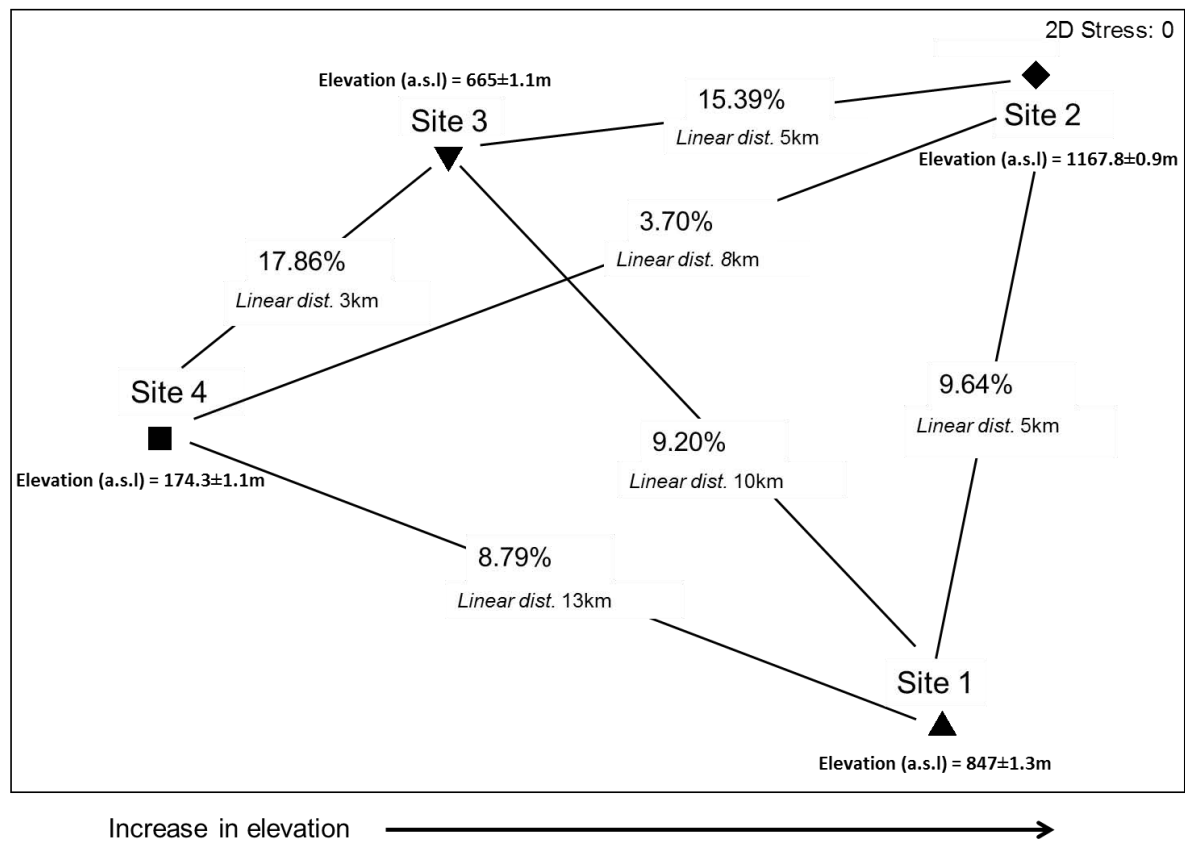 2D Stress: 0
Elevation (a.s.l) = 665±1.1m
Site 3
15.39%
Linear dist. 5km
Site 2
Elevation (a.s.l) = 1167.8±0.9m
3.70%
Linear dist. 8km
17.86%
Linear dist. 3km
Site 4
Elevation (a.s.l) = 174.3±1.1m
9.64%
Linear dist. 5km
9.20%
Linear dist. 10km
8.79%
Linear dist. 13km
Site 1
Elevation (a.s.l) = 847±1.3m
Increase in elevation